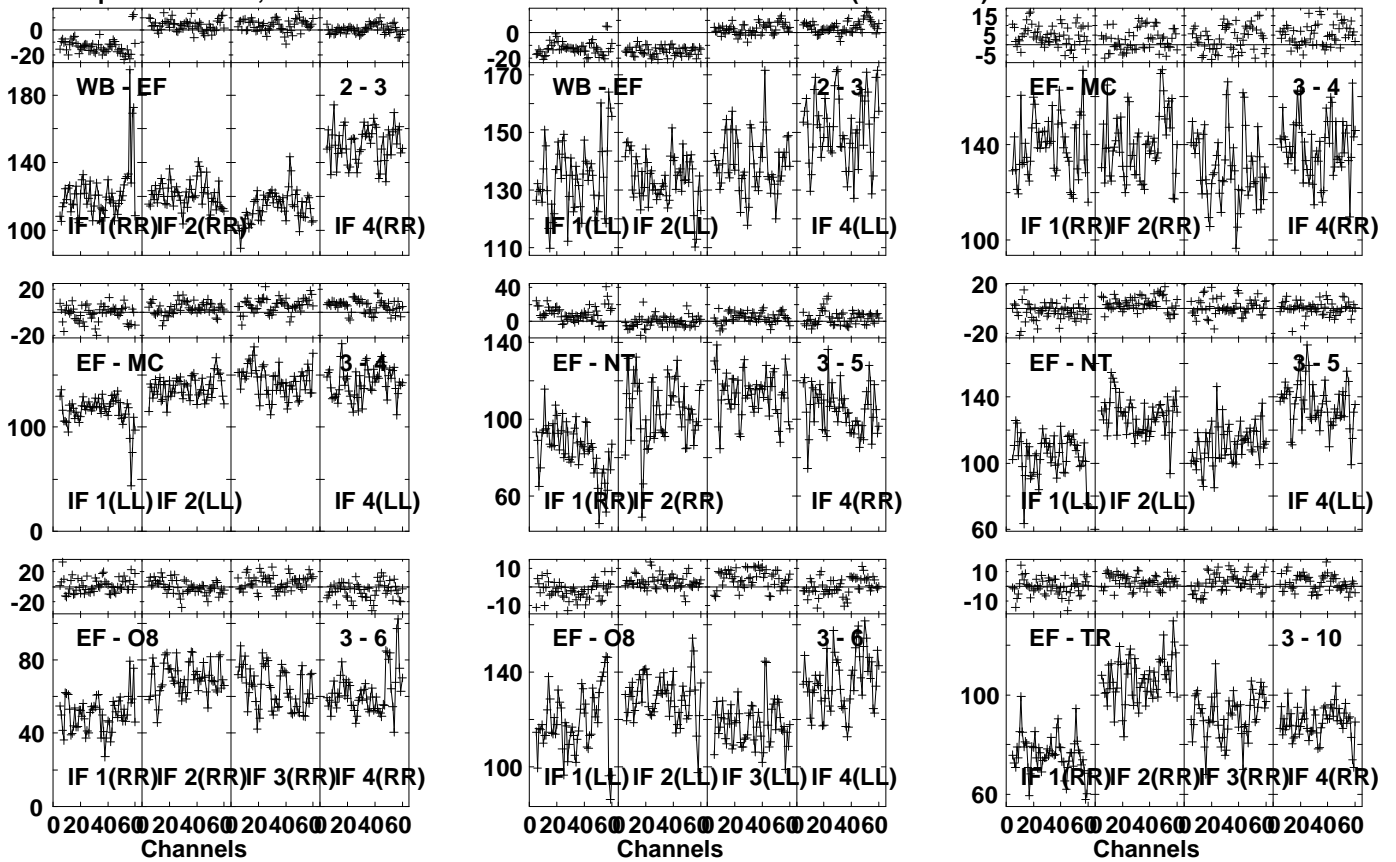 0
-20
180
140
100
WB - EF
2 - 3
IF 1(RR)
IF 2(RR)
IF 4(RR)
0
-20
170
150
130
110
WB - EF
2 - 3
IF 1(LL)
IF 2(LL)
IF 4(LL)
15
5
-5
140
100
EF - MC
3 - 4
IF 1(RR)
IF 2(RR)
IF 4(RR)
20
0
-20
100
0
EF - MC
3 - 4
IF 1(LL)
IF 2(LL)
IF 4(LL)
40
20
0
140
100
60
EF - NT
3 - 5
IF 1(RR)
IF 2(RR)
IF 4(RR)
20
0
-20
140
100
60
EF - NT
3 - 5
IF 1(LL)
IF 2(LL)
IF 4(LL)
20
0
-20
80
40
0
EF - O8
3 - 6
IF 1(RR)
IF 2(RR)
IF 3(RR)
IF 4(RR)
0 20 40 60 0 20 40 60 0 20 40 60 0 20 40 60
Channels
10
0
-10
140
100
EF - O8
3 - 6
IF 1(LL)
IF 2(LL)
IF 3(LL)
IF 4(LL)
0 20 40 60 0 20 40 60 0 20 40 60 0 20 40 60
Channels
10
0
-10
100
60
EF - TR
3 - 10
IF 1(RR)
IF 2(RR)
IF 3(RR)
IF 4(RR)
0 20 40 60 0 20 40 60 0 20 40 60 0 20 40 60
Channels